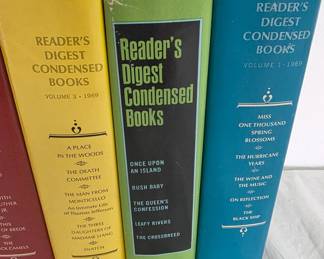 READER'S
DIGEST
CONDENSED
BOOKS
VOLUME 3 • 1969
A PLACE
IN THE WOODS
THE DEATH
COMMITTEE
THE MAN FROM
MONTICELLO
An Intimate Life
of Thomas Jefferson
THE THREE
DAUGHTERS OF
MADAME LIANG
Reader's
Digest
Condensed
Books
ONCE UPON
AN ISLAND
RUSH BABY
THE QUEEN'S
CONFESSION
LEAFY RIVERS
THE CROSSBREED
READER'S
DIGEST
CONDENSED
BOOKS
VOLUME 1 • 1969
MISS
ONE THOUSAND
SPRING
BLOSSOMS
THE HURRICANE
YEARS
THE WINE AND
THE MUSIC
ON REFLECTION
THE BLACK SHIP